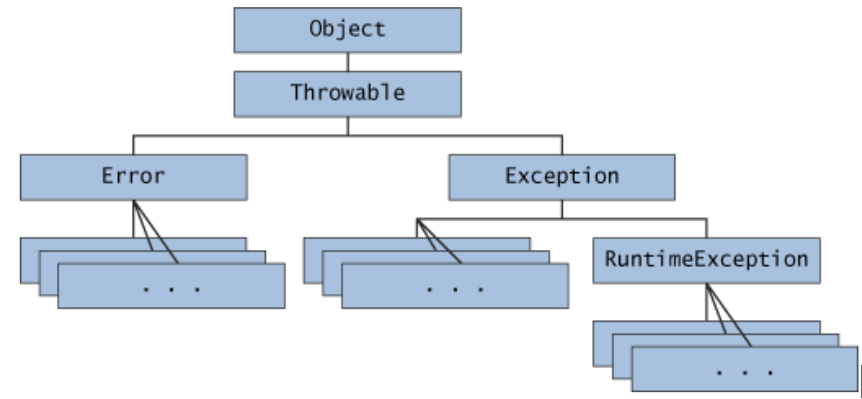 Object
Throwable
Error
Exception
. . .
. . .
RuntimeException
. . .